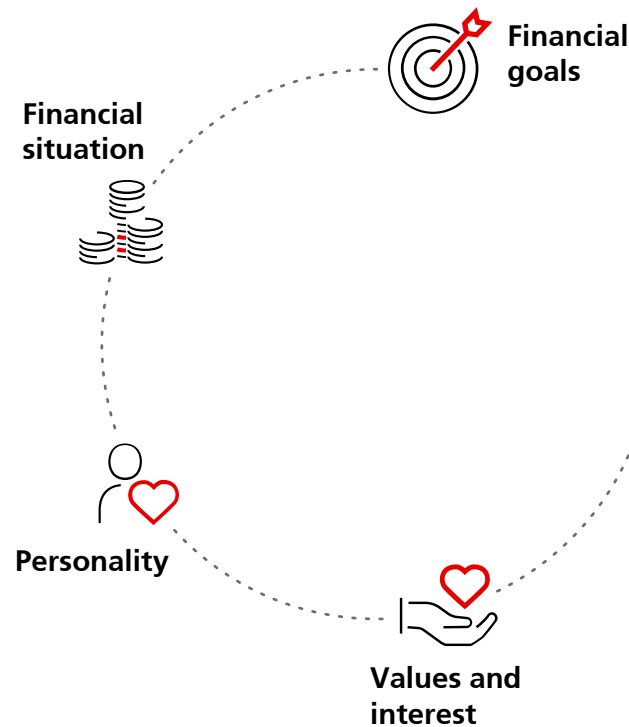 Financial
goals
Financial
situation
Personality
Values and
interest